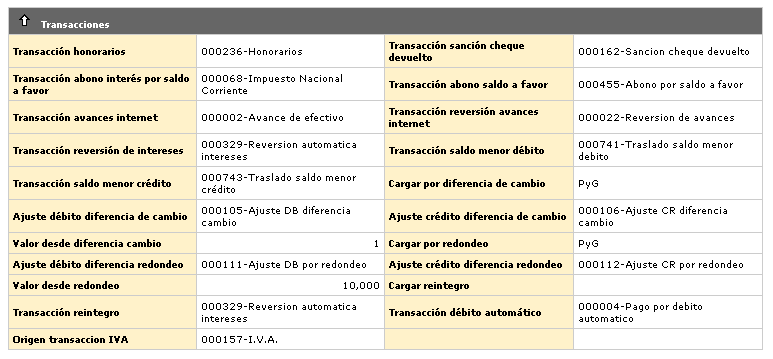 Transacciones
Transacción honorarios 000236-Honorarios Transacción sanción cheque devuelto 000162-Sancion cheque devuelto
Transacción abono interés por saldo a favor 000068-Impuesto Nacional Corriente Transacción abono saldo a favor 000455-Abono por saldo a favor
Transacción avances internet 000002-Avance de efectivo Transacción reversión avances internet 000022-Reversion de avances
Transacción reversión de intereses 000329-Reversion automatica intereses Transacción saldo menor débito 000741-Traslado saldo menor debito
Transacción saldo menor crédito 000743-Traslado saldo menor crédito Cargar por diferencia de cambio PyG
Ajuste débito diferencia de cambio 000105-Ajuste DB diferencia cambio Ajuste crédito diferencia de cambio 000106-Ajuste CR diferencia cambio
Valor desde diferencia cambio 1 Cargar por redondeo PyG
Ajuste débito diferencia redondeo 000111-Ajuste DB por redondeo Ajuste crédito diferencia redondeo 000112-Ajuste CR por redondeo
Valor desde redondeo 10,000 Cargar reintegro
Transacción reintegro 000329-Reversion automatica intereses Transacción débito automático 000004-Pago por debito automatico
Origen transaccion IVA 000157-I.V.A.